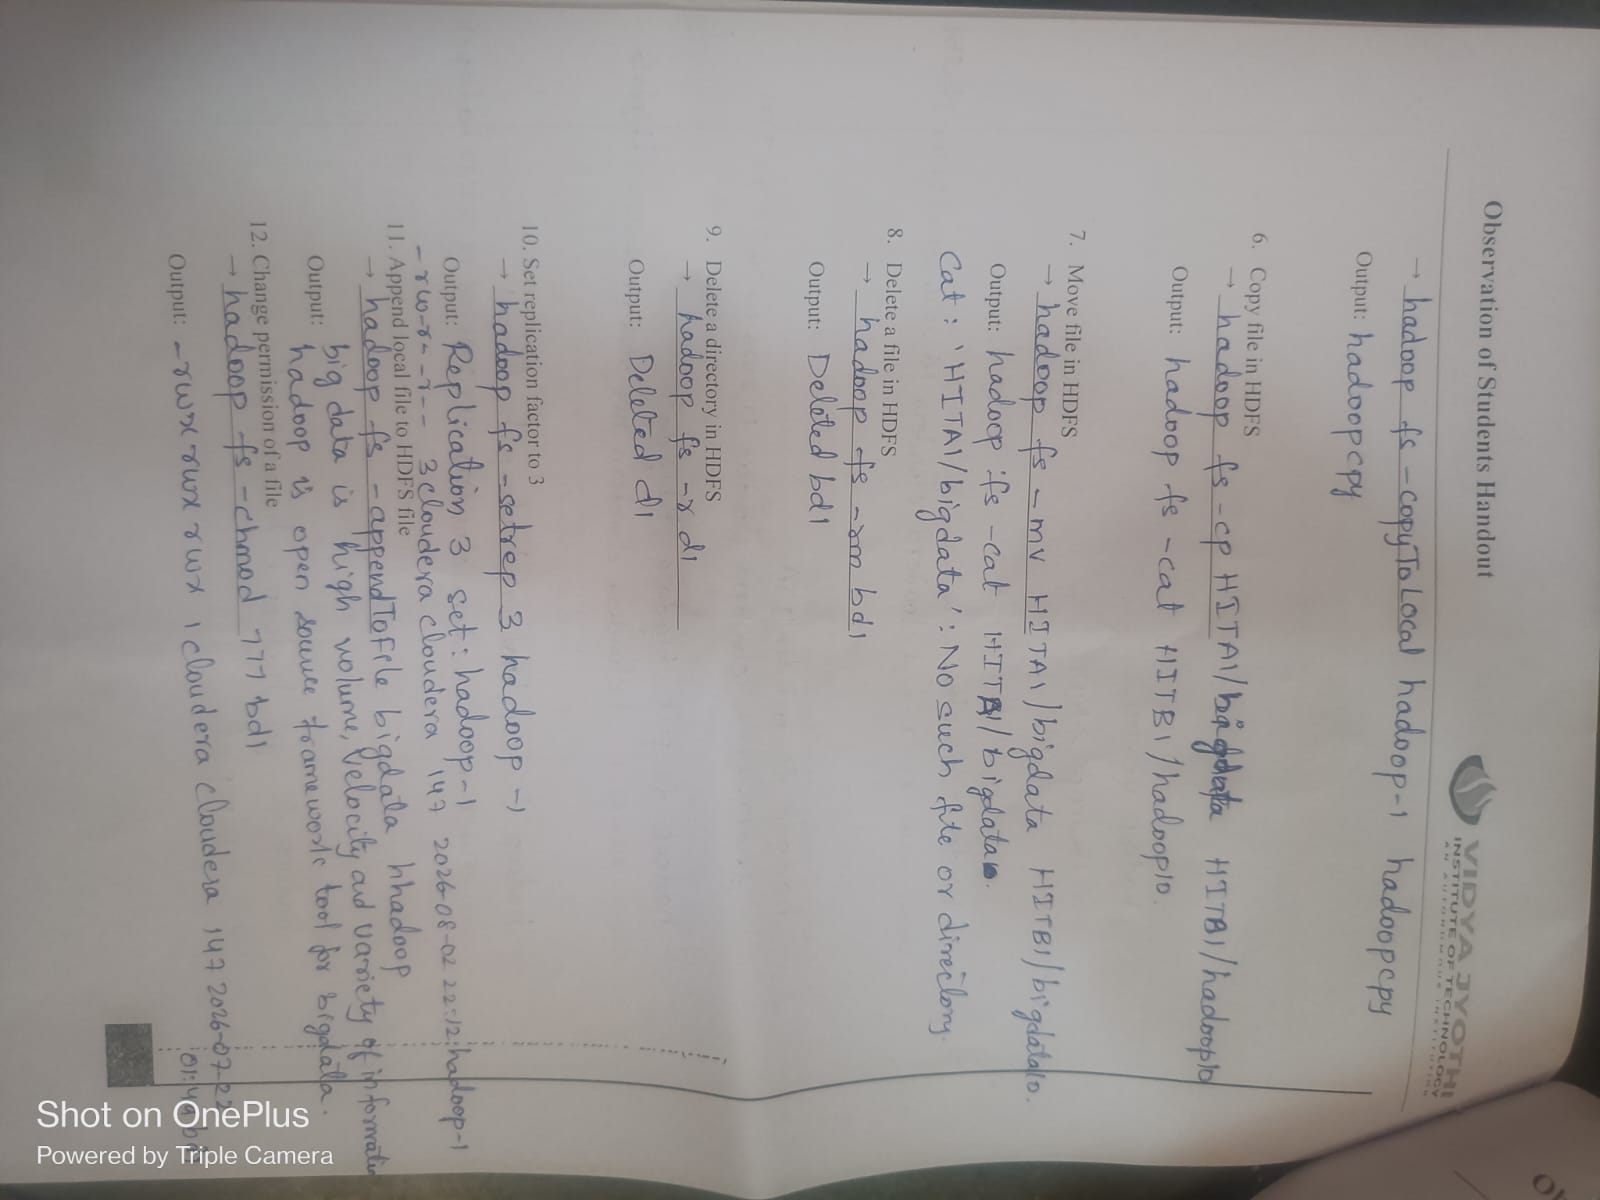 Observation of Students Handout
VIDYA JYOTHI
INSTITUTE OF TECHNOLOGY
AN AUTONOMOUS INSTITUTION
→ hadoop fs -copyToLocal hadoop-1 hadoopcpy
Output: hadoopcpy
6. Copy file in HDFS
→ hadoop fs -cp HITA1/bigdata HITB1/hadoop10
Output: hadoop fs -cat HITB1/hadoop10.
7. Move file in HDFS
→ hadoop fs -mv HITA1/bigdata HITB1/bigdata10.
Output: hadoop fs -cat HITA1/bigdata.
Cat: 'HITA1/bigdata': No such file or directory.
8. Delete a file in HDFS
→ hadoop fs -rm bd1
Output: Deleted bd1
9. Delete a directory in HDFS
→ hadoop fs -r d1
Output: Deleted d1
10. Set replication factor to 3
→ hadoop fs -setrep 3 hadoop-1
Output: Replication 3 set: hadoop-1
-rw-r--r-- 3 cloudera cloudera 147 2026-08-02 22:12: hadoop-1
11. Append local file to HDFS file
→ hadoop fs -appendToFile bigdata hhadoop
big data is high volume, velocity and variety of informatio
Output: hadoop is open source framework tool for bigdata.
12. Change permission of a file
→ hadoop fs -chmod 777 bd1
Output: -rwxrwxrwx 1 cloudera cloudera 147 2026-07-22
Shot on OnePlus
Powered by Triple Camera